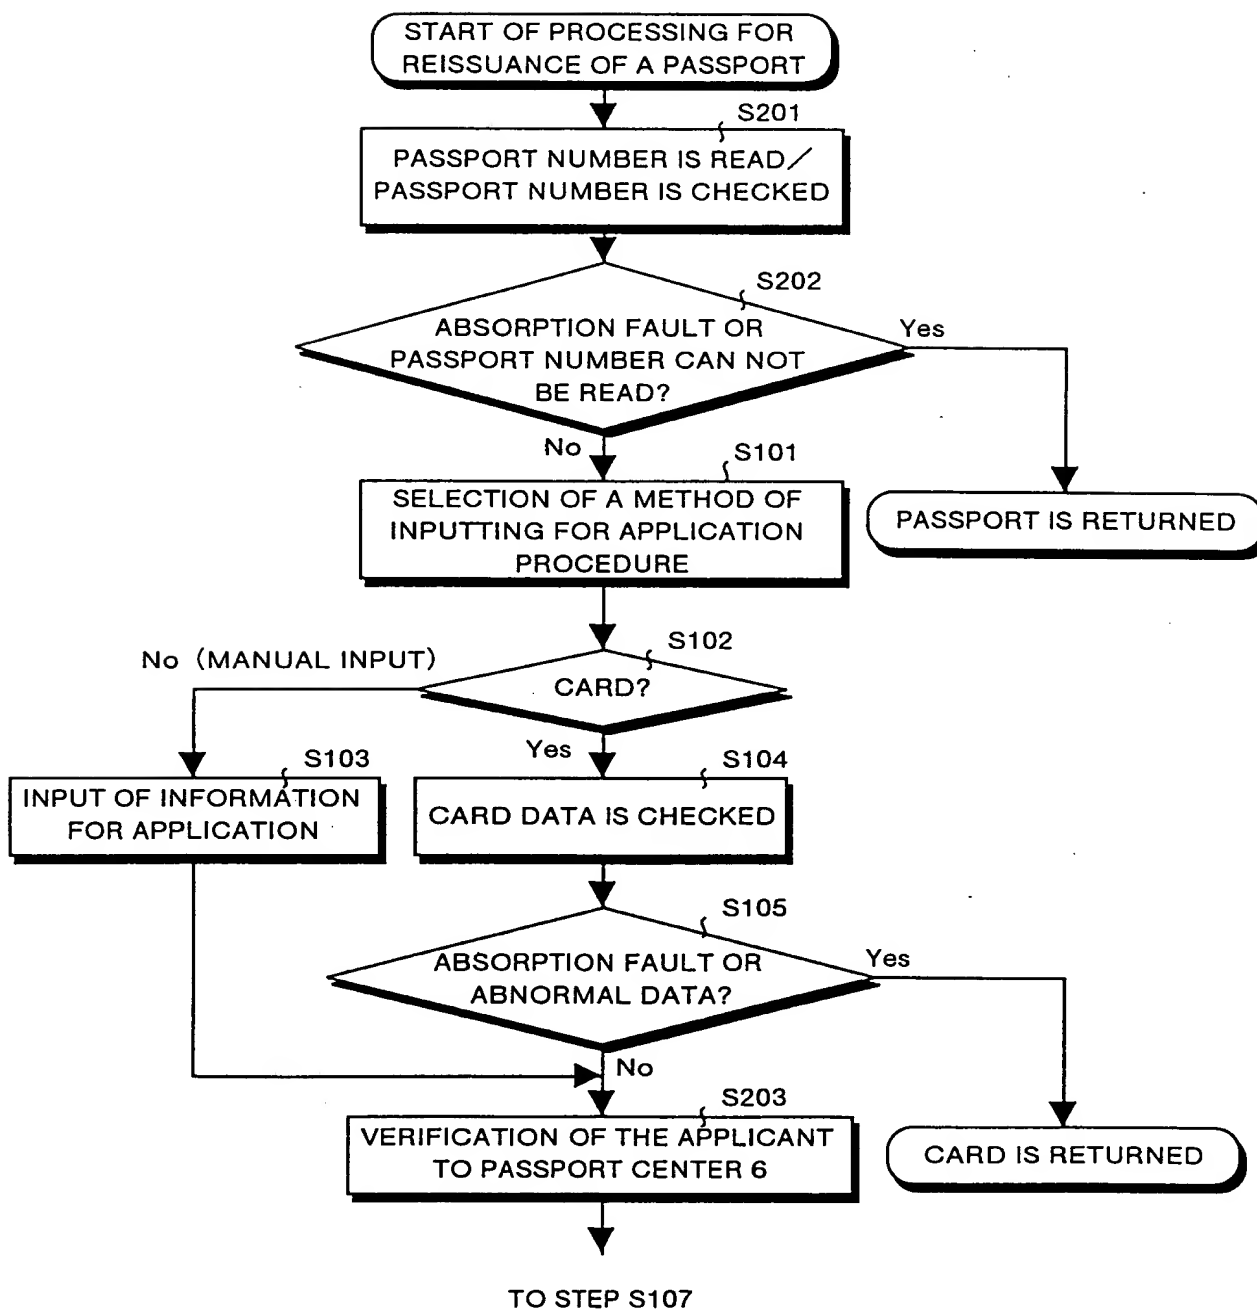 START OF PROCESSING FOR
REISSUANCE OF A PASSPORT
S201
PASSPORT NUMBER IS READ/
PASSPORT NUMBER IS CHECKED
S202
ABSORPTION FAULT OR
PASSPORT NUMBER CAN NOT
BE READ?
Yes
No
S101
SELECTION OF A METHOD OF
INPUTTING FOR APPLICATION
PROCEDURE
PASSPORT IS RETURNED
S102
No (MANUAL INPUT)
CARD?
Yes
S103
INPUT OF INFORMATION
FOR APPLICATION
S104
CARD DATA IS CHECKED
S105
ABSORPTION FAULT OR
ABNORMAL DATA?
Yes
No
S203
VERIFICATION OF THE APPLICANT
TO PASSPORT CENTER 6
CARD IS RETURNED
TO STEP S107